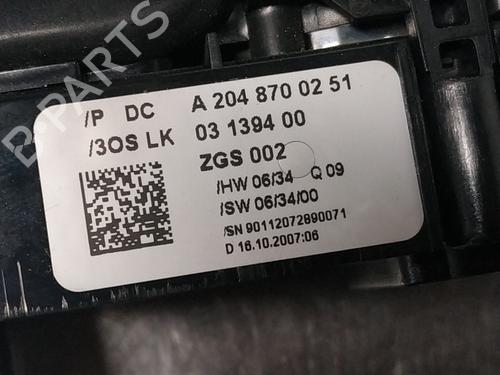 B-PARTS
/P DC A 204 870 02 51
/3OS LK 03 1394 00
ZGS 002
/HW 06/34 Q 09
/SW 06/34/00
/SN 90112072890071
D 16.10.2007:06